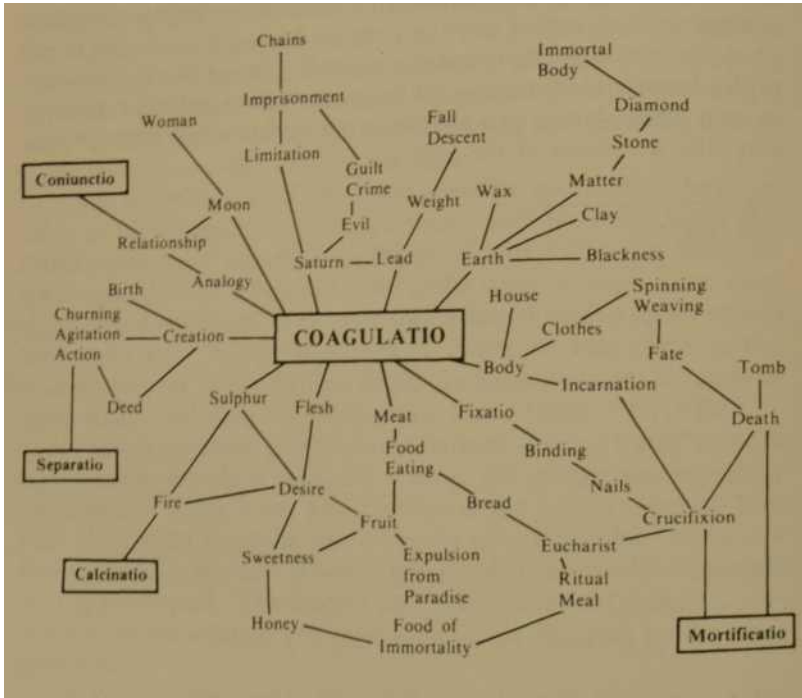 Chains
Immortal
Body
Imprisonment
Diamond
Woman
Fall
Descent
Limitation
Stone
Guilt
Crime
Evil
Coniunctio
Wax
Matter
Moon
Weight
Clay
Relationship
Saturn
Lead
Earth
Blackness
Analogy
Birth
House
Spinning
Weaving
Churning
Agitation
Action
Creation
COAGULATIO
Clothes
Fate
Body
Incarnation
Tomb
Deed
Sulphur
Flesh
Meat
Fixatio
Death
Food
Eating
Binding
Separatio
Nails
Fire
Desire
Bread
Crucifixion
Fruit
Eucharist
Calcinatio
Sweetness
Expulsion
from
Paradise
Ritual
Meal
Honey
Food of
Immortality
Mortificatio